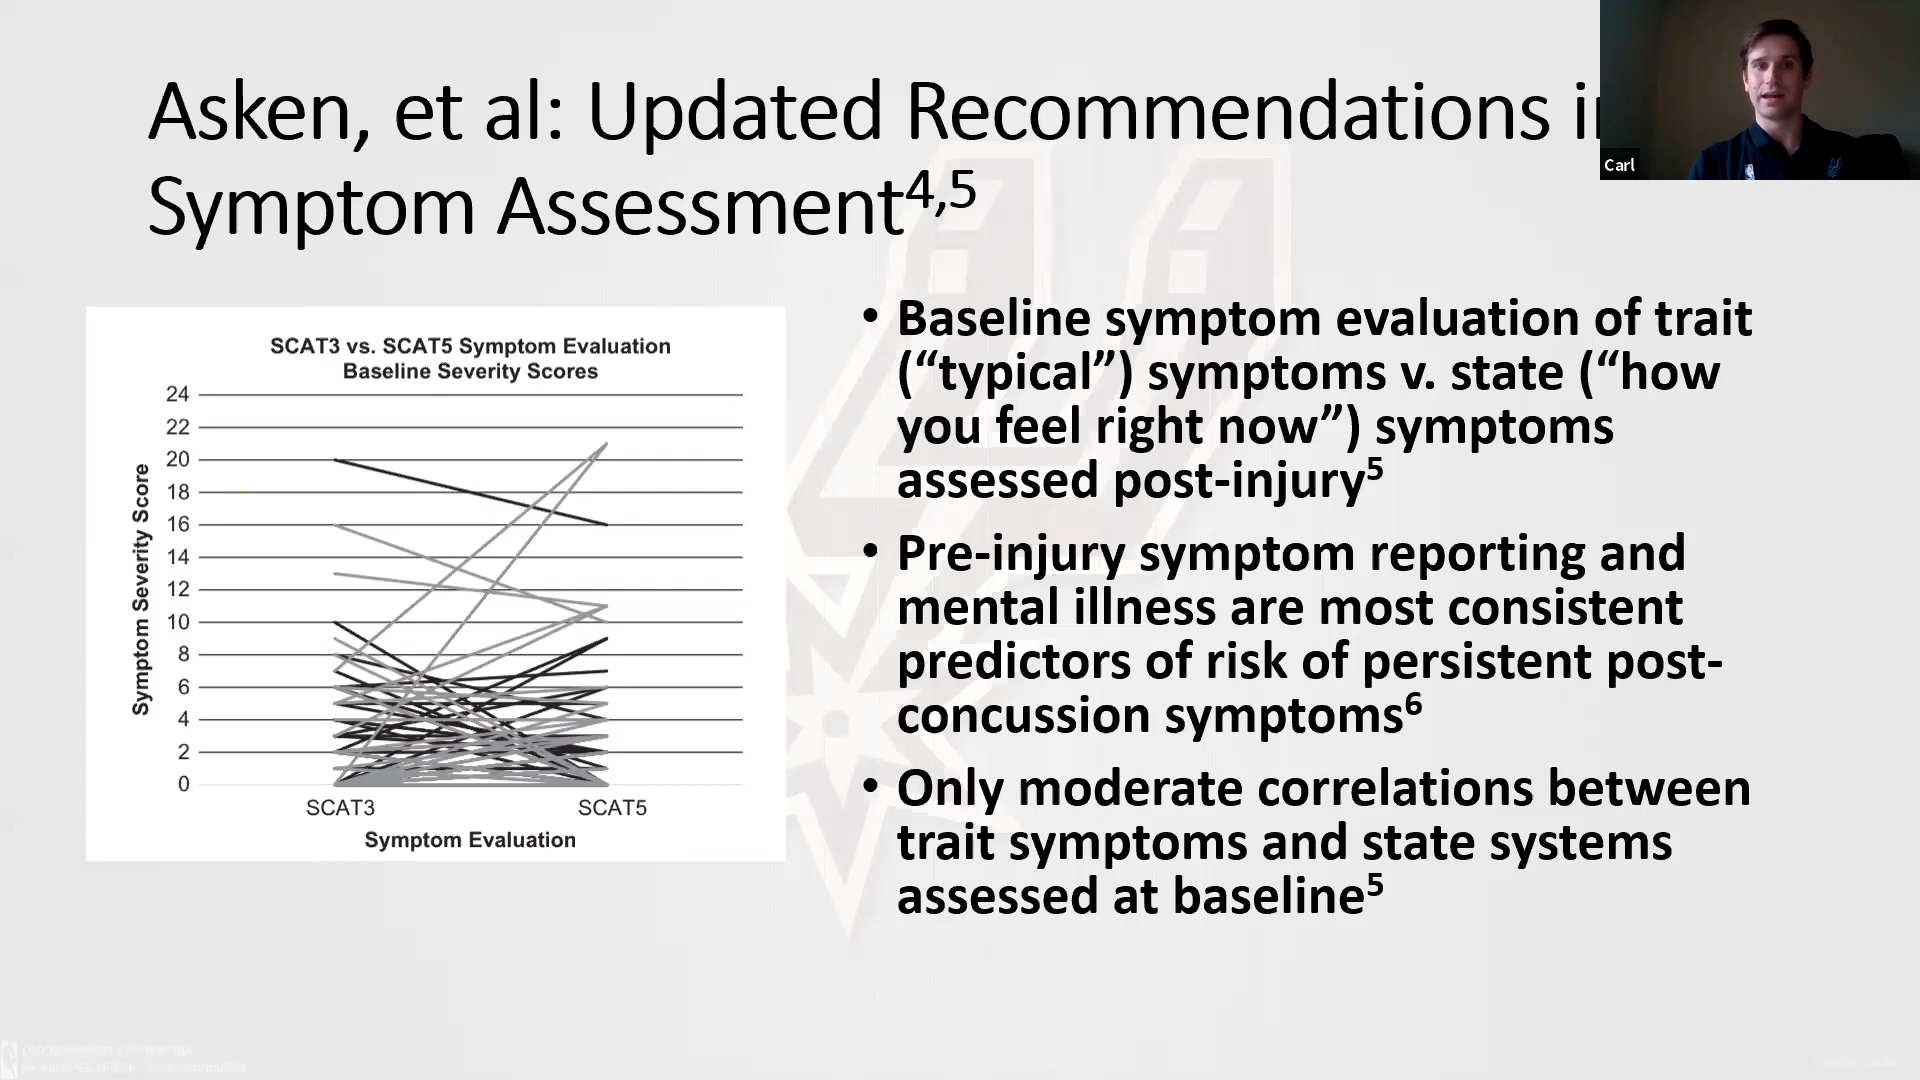 Asken, et al: Updated Recommendations in
Symptom Assessment4,5
Carl
SCAT3 vs. SCAT5 Symptom Evaluation
Baseline Severity Scores
Symptom Severity Score
24
22
20
18
16
14
12
10
8
6
4
2
0
SCAT3 SCAT5
Symptom Evaluation
• Baseline symptom evaluation of trait
(“typical”) symptoms v. state (“how
you feel right now”) symptoms
assessed post-injury5
• Pre-injury symptom reporting and
mental illness are most consistent
predictors of risk of persistent post-
concussion symptoms6
• Only moderate correlations between
trait symptoms and state systems
assessed at baseline5